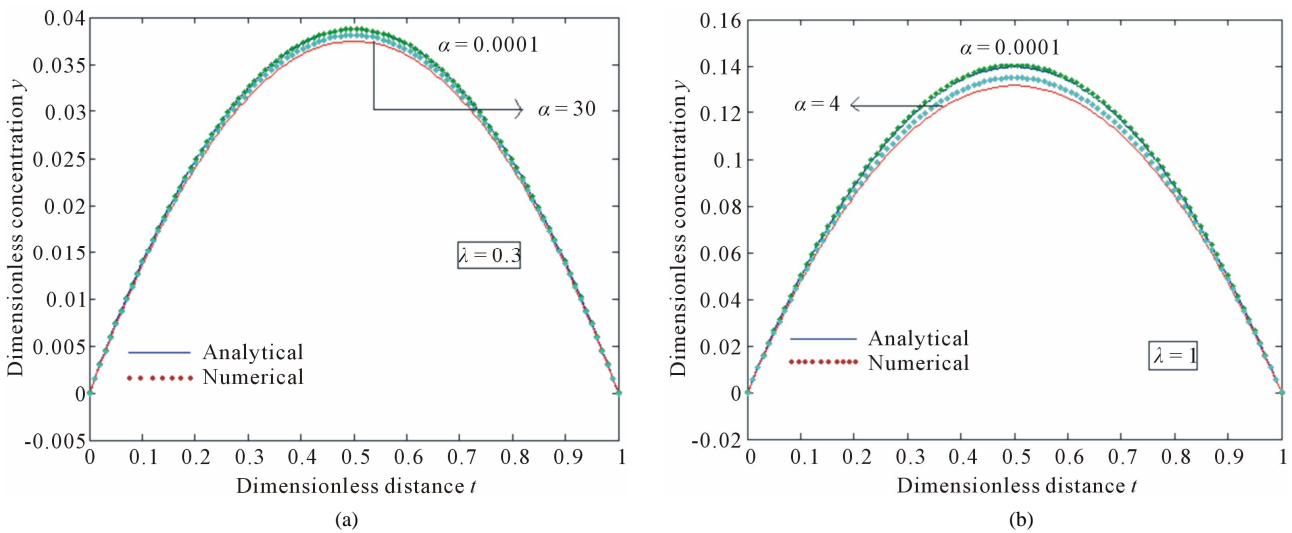 0.04
0.035
0.03
0.025
0.02
0.015
0.01
0.005
0
-0.005
Dimensionless concentration y
α = 0.0001
α = 30
λ = 0.3
Analytical
Numerical
0 0.1 0.2 0.3 0.4 0.5 0.6 0.7 0.8 0.9 1
Dimensionless distance t
(a)
0.16
0.14
0.12
0.1
0.08
0.06
0.04
0.02
0
-0.02
Dimensionless concentration y
α = 0.0001
α = 4
Analytical
Numerical
λ = 1
0 0.1 0.2 0.3 0.4 0.5 0.6 0.7 0.8 0.9 1
Dimensionless distance t
(b)